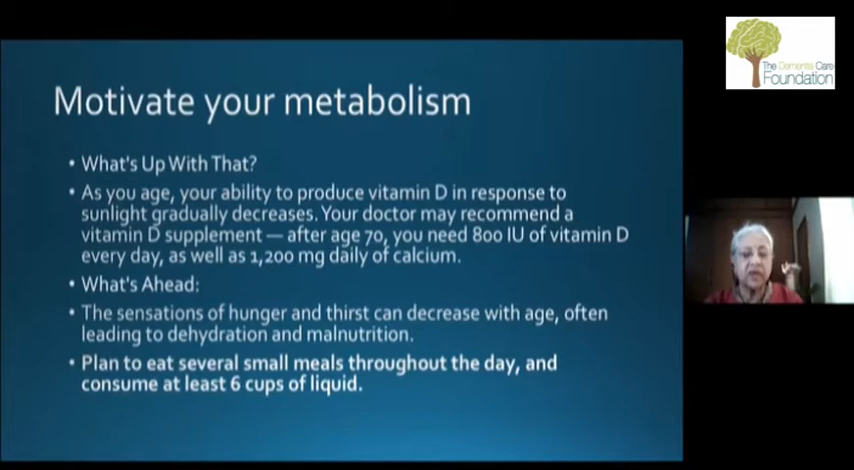 Motivate your metabolism
• What's Up With That?
• As you age, your ability to produce vitamin D in response to
sunlight gradually decreases. Your doctor may recommend a
vitamin D supplement — after age 70, you need 800 IU of vitamin D
every day, as well as 1,200 mg daily of calcium.
• What's Ahead:
• The sensations of hunger and thirst can decrease with age, often
leading to dehydration and malnutrition.
• Plan to eat several small meals throughout the day, and
consume at least 6 cups of liquid.
The Dementia Care
Foundation